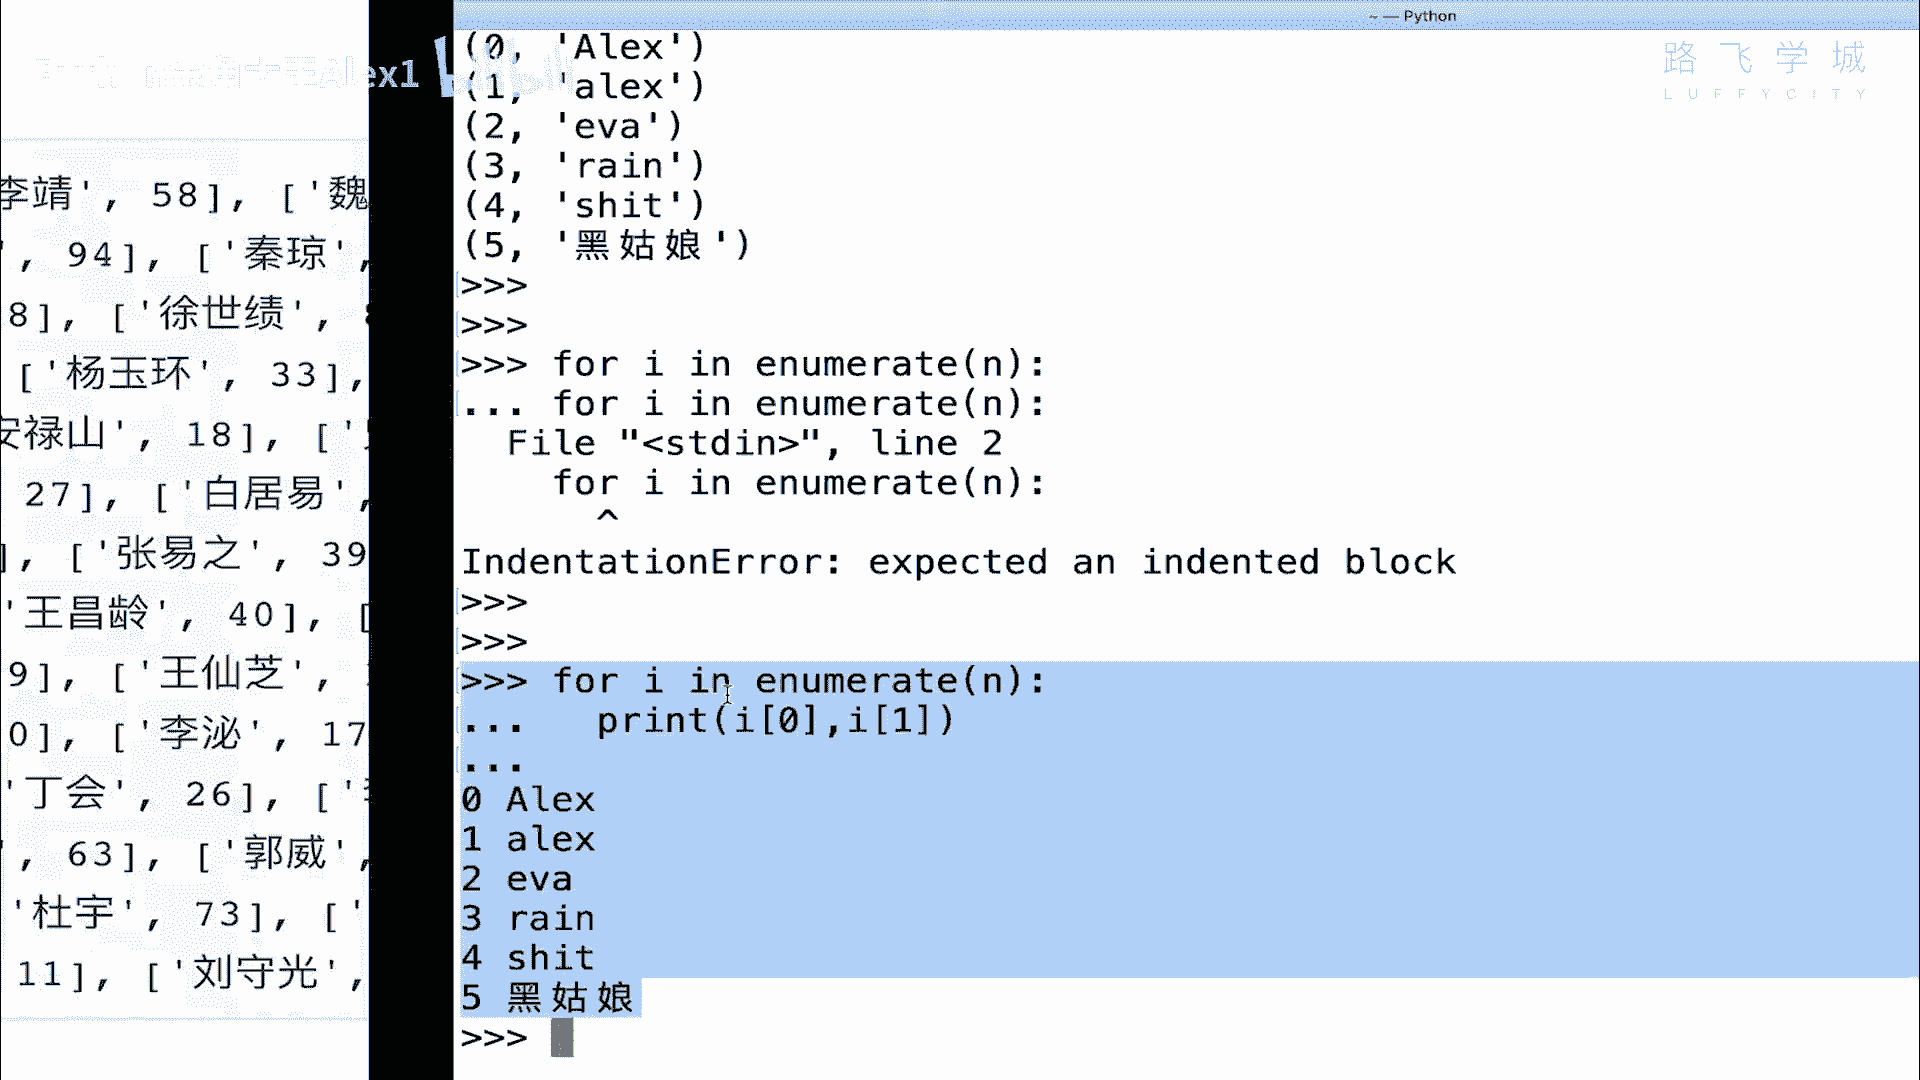 ~ — Python
路飞学城
LUFFYCITY
Alex1
bilibili
李靖', 58], ['魏
', 94], ['秦琼',
8], ['徐世绩',
['杨玉环', 33],
安禄山', 18], ['
27], ['白居易',
], ['张易之', 39
'王昌龄', 40], [
9], ['王仙芝',
0], ['李泌', 17
'丁会', 26], ['
', 63], ['郭威',
'杜宇', 73], ['
11], ['刘守光',
(0, 'Alex')
(1, 'alex')
(2, 'eva')
(3, 'rain')
(4, 'shit')
(5, '黑姑娘')
>>>
>>>
>>> for i in enumerate(n):
... for i in enumerate(n):
  File "<stdin>", line 2
    for i in enumerate(n):
      ^
IndentationError: expected an indented block
>>>
>>>
>>> for i in enumerate(n):
...   print(i[0],i[1])
...
0 Alex
1 alex
2 eva
3 rain
4 shit
5 黑姑娘
>>>